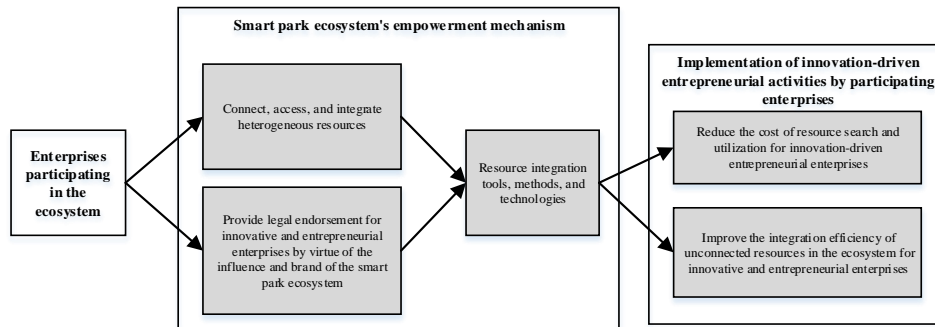 Smart park ecosystem's empowerment mechanism
Enterprises
participating
in the
ecosystem
Connect, access, and integrate
heterogeneous resources
Provide legal endorsement for
innovative and entrepreneurial
enterprises by virtue of the
influence and brand of the smart
park ecosystem
Resource integration
tools, methods, and
technologies
Implementation of innovation-driven
entrepreneurial activities by participating
enterprises
Reduce the cost of resource search and
utilization for innovation-driven
entrepreneurial enterprises
Improve the integration efficiency of
unconnected resources in the ecosystem for
innovative and entrepreneurial enterprises